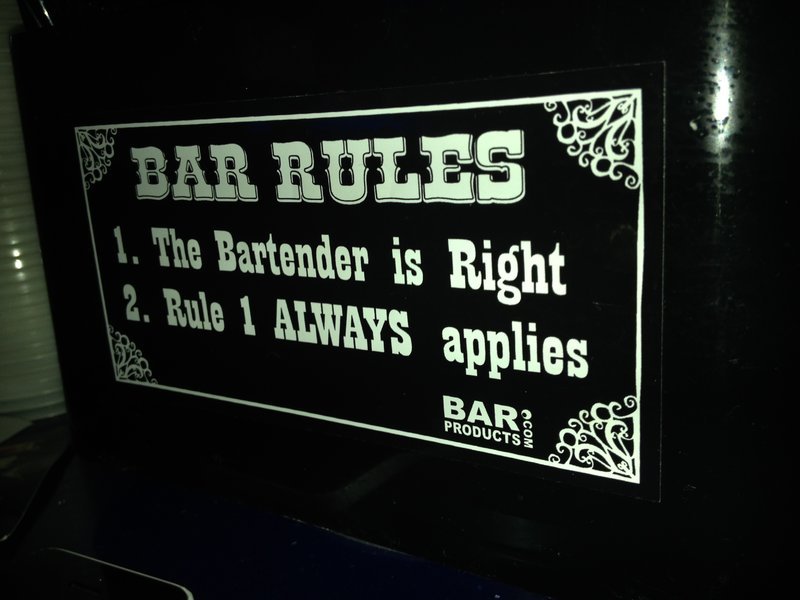 BAR RULES
1. The Bartender is Right
2. Rule 1 ALWAYS applies
BAR
PRODUCTS.COM